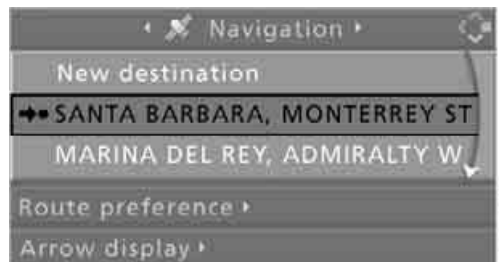 Navigation
New destination
SANTA BARBARA, MONTERREY ST
MARINA DEL REY, ADMIRALTY W
Route preference
Arrow display